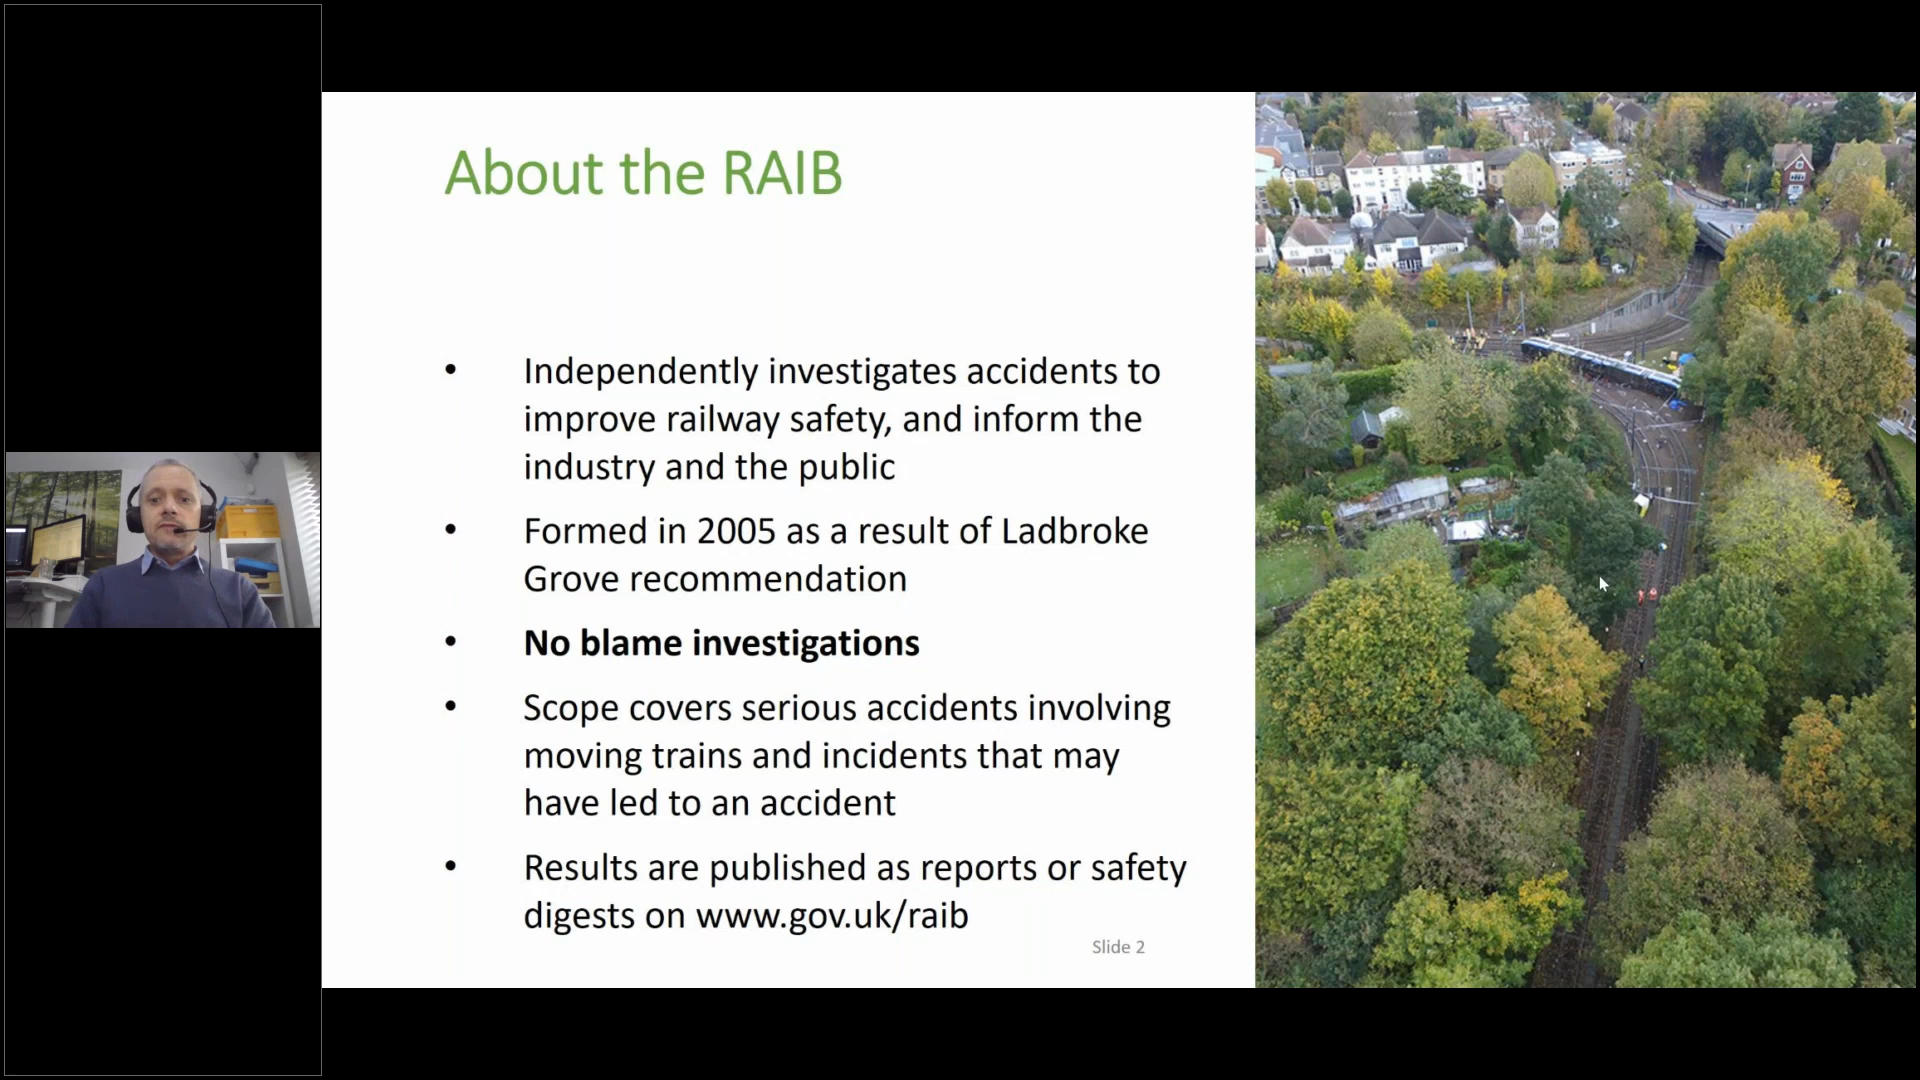 About the RAIB
• Independently investigates accidents to
improve railway safety, and inform the
industry and the public
• Formed in 2005 as a result of Ladbroke
Grove recommendation
• No blame investigations
• Scope covers serious accidents involving
moving trains and incidents that may
have led to an accident
• Results are published as reports or safety
digests on www.gov.uk/raib
Slide 2